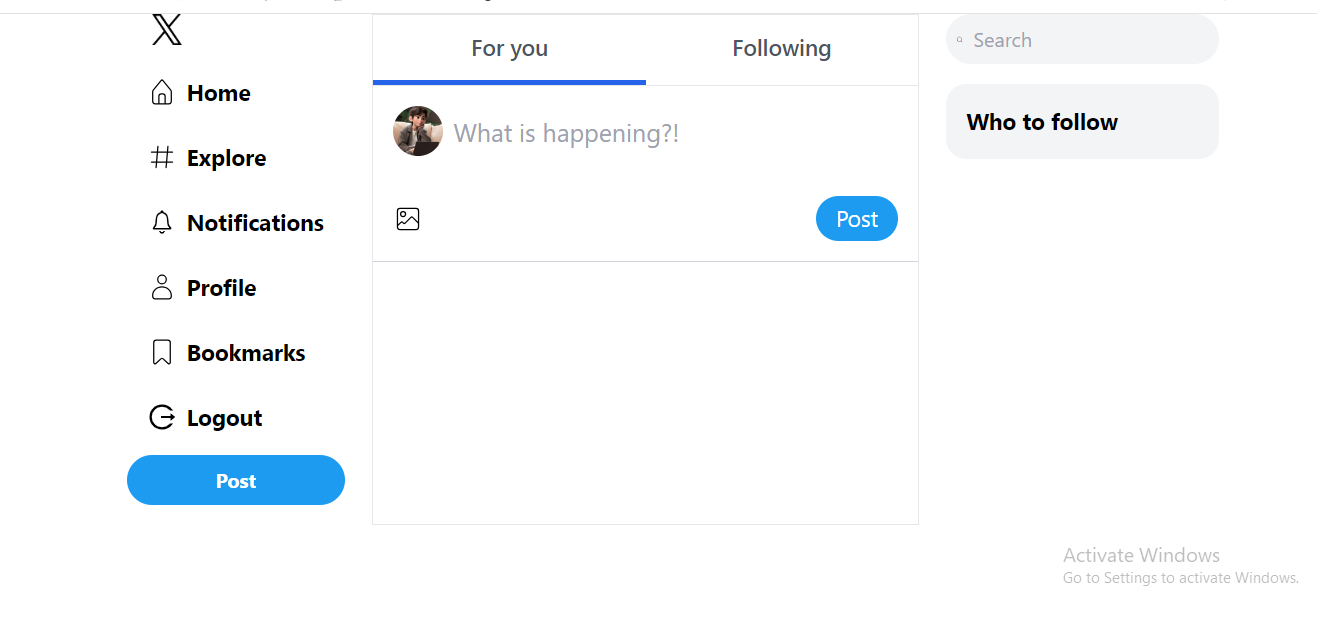 Home
Explore
Notifications
Profile
Bookmarks
Logout
Post
For you
Following
What is happening?!
Post
Search
Who to follow
Activate Windows
Go to Settings to activate Windows.